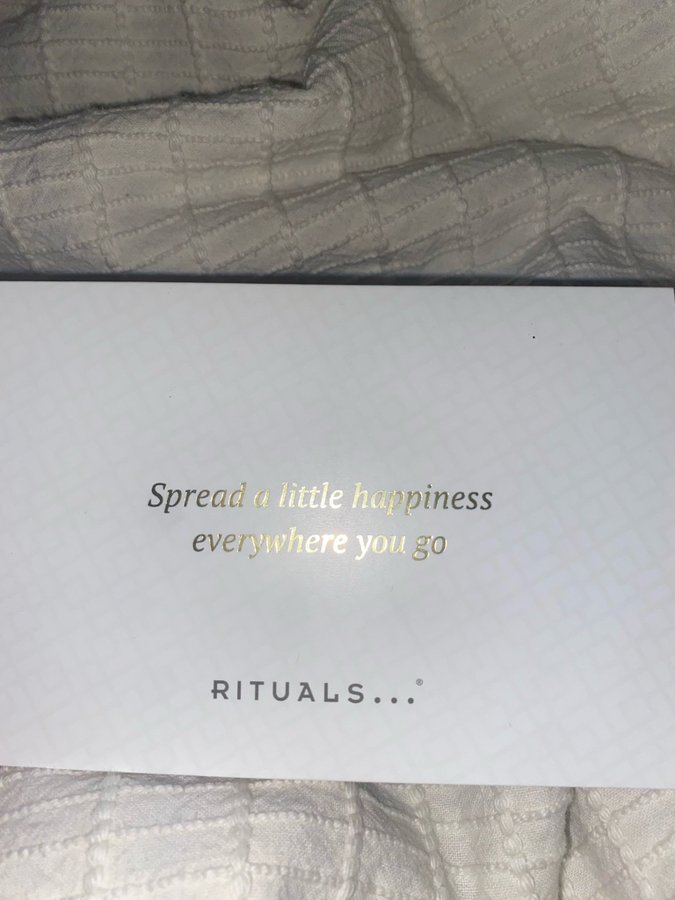 Spread a little happiness
everywhere you go
RITUALS...®